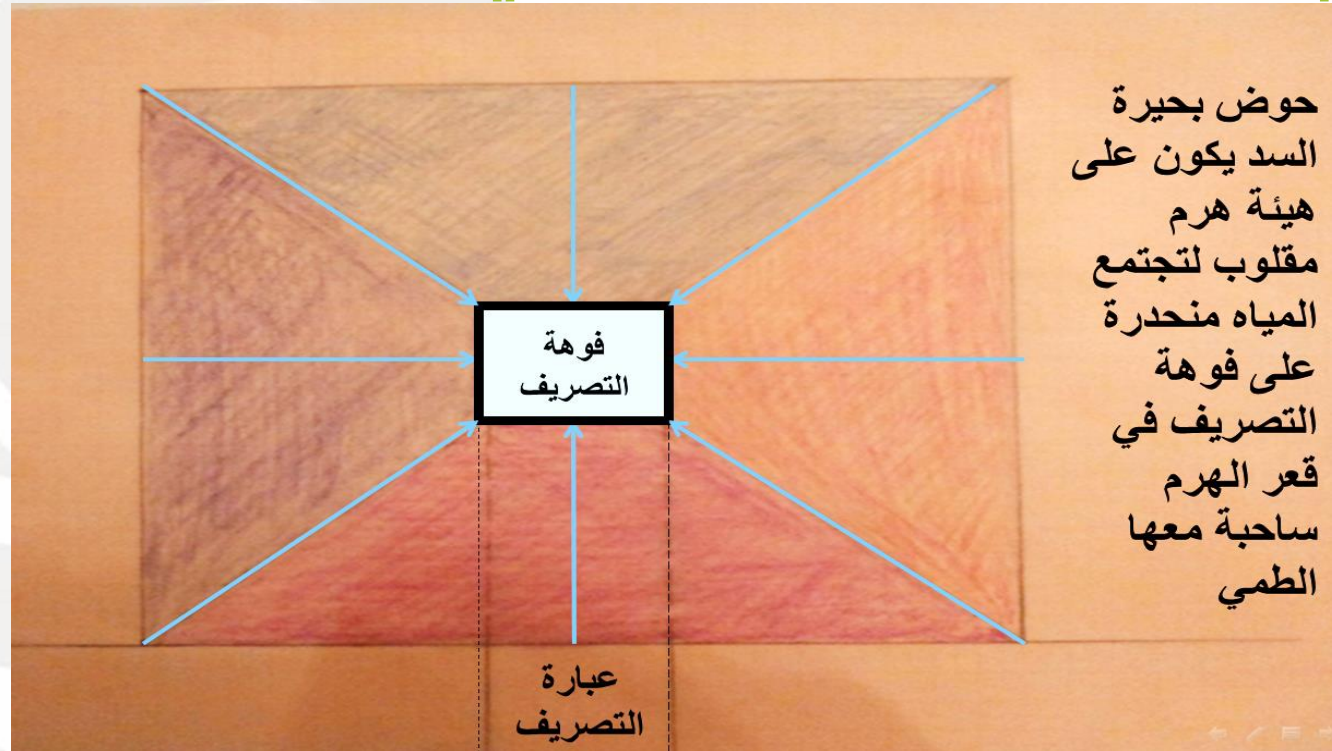 حوض بحيرة
السد يكون على
هيئة هرم
مقلوب لتجتمع
المياه منحدرة
على فوهة
التصريف في
قعر الهرم
ساحبة معها
الطمي
فوهة
التصريف
عبارة
التصريف